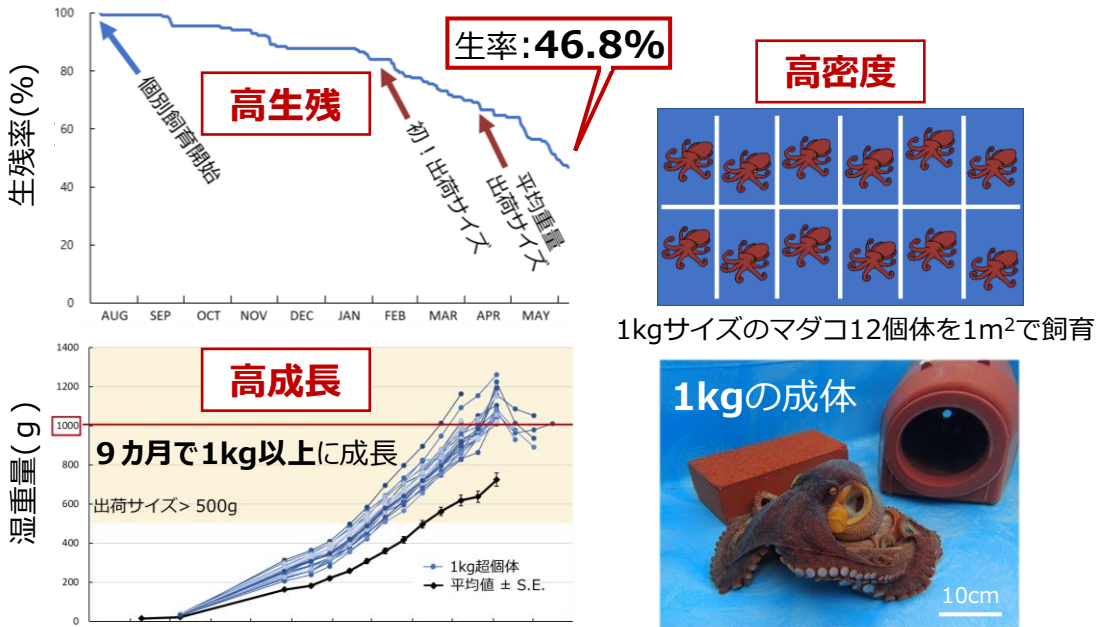 100
80
60
40
20
0
生残率(%)
個別飼育開始
高生残
初！出荷サイズ
平均重量
出荷サイズ
生率:46.8%
AUG SEP OCT NOV DEC JAN FEB MAR APR MAY
高密度
1kgサイズのマダコ12個体を1m²で飼育
1400
1200
1000
800
600
400
200
0
湿重量(g)
高成長
９カ月で1kg以上に成長
出荷サイズ> 500g
1kg超個体
平均値 ± S.E.
1kgの成体
10cm